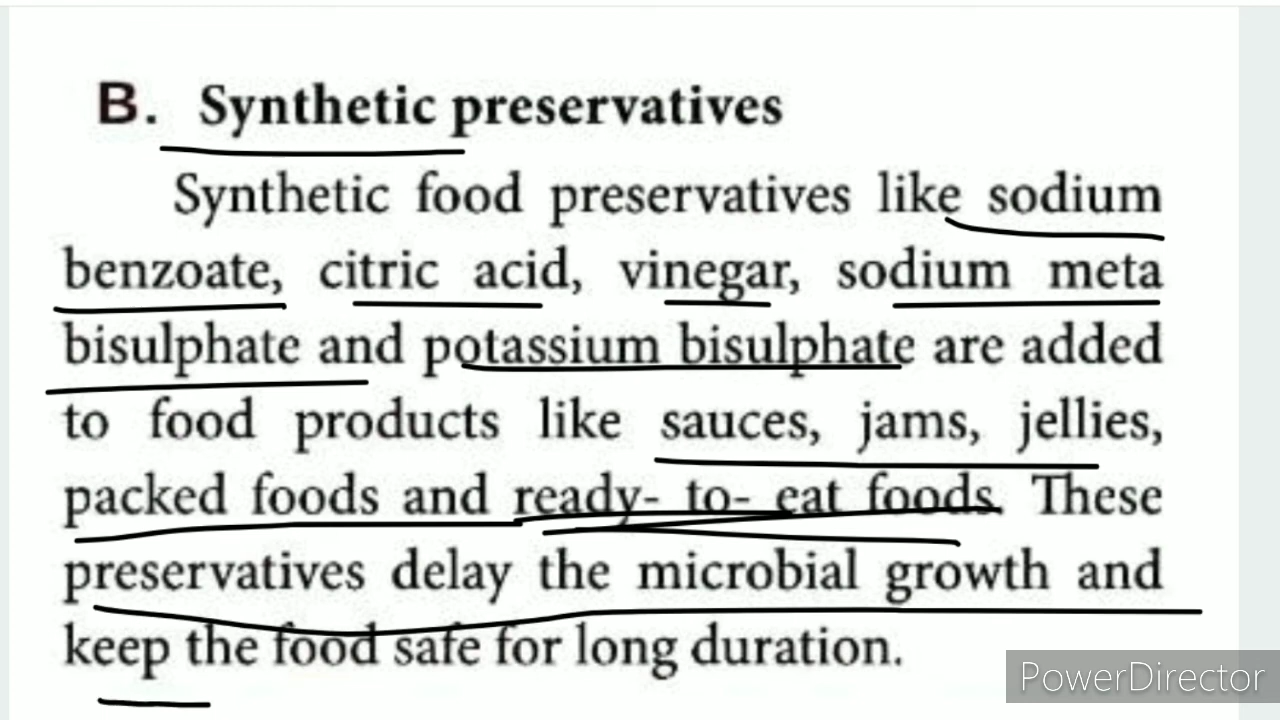 B. Synthetic preservatives
Synthetic food preservatives like sodium
benzoate, citric acid, vinegar, sodium meta
bisulphate and potassium bisulphate are added
to food products like sauces, jams, jellies,
packed foods and ready- to- eat foods. These
preservatives delay the microbial growth and
keep the food safe for long duration.
PowerDirector